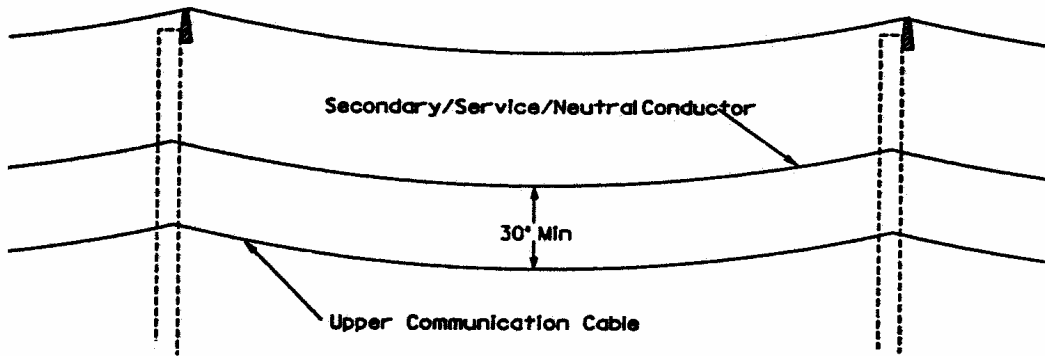 Secondary/Service/Neutral Conductor
30" Min
Upper Communication Cable